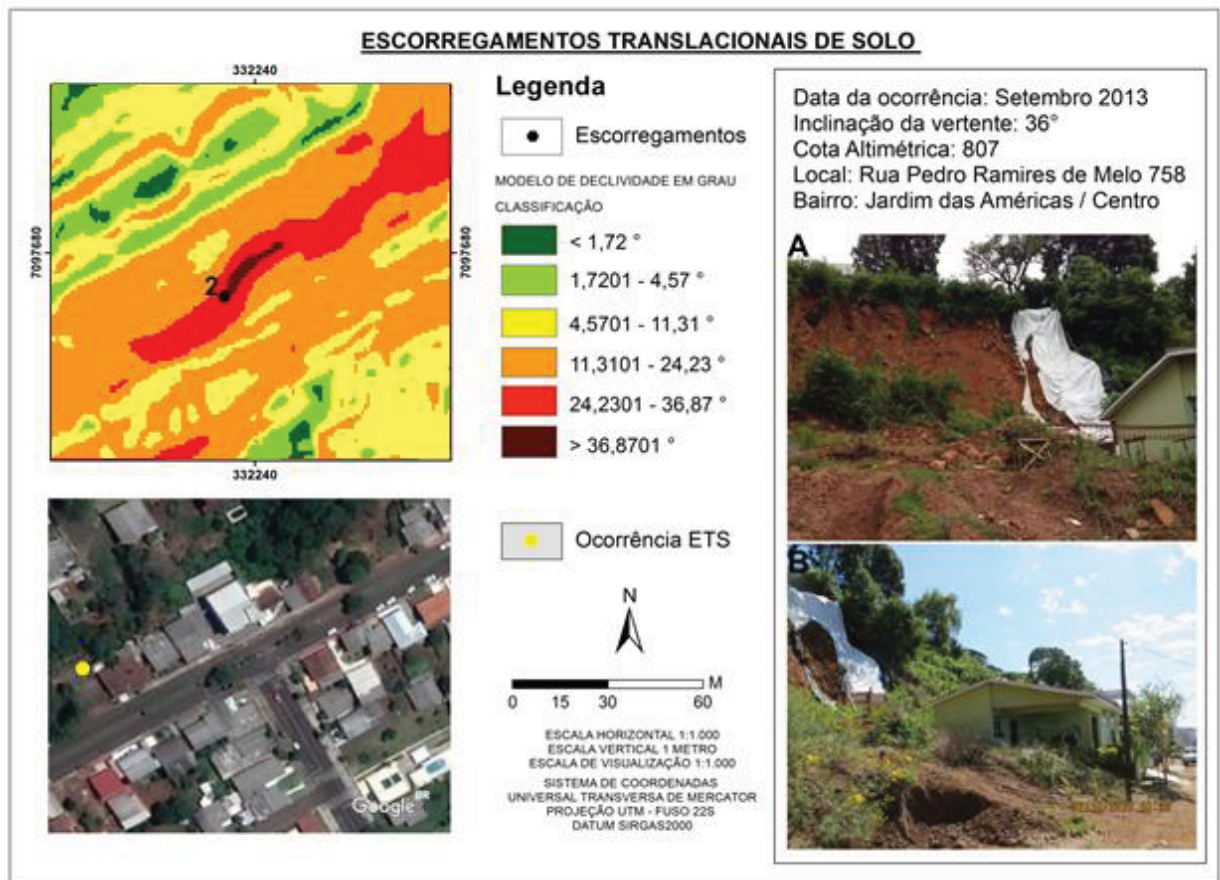 ESCORREGAMENTOS TRANSLACIONAIS DE SOLO
332240
7097680
7097680
2
332240
Legenda
Escorregamentos
MODELO DE DECLIVIDADE EM GRAU
CLASSIFICAÇÃO
< 1,72 °
1,7201 - 4,57 °
4,5701 - 11,31 °
11,3101 - 24,23 °
24,2301 - 36,87 °
> 36,8701 °
Ocorrência ETS
N
M
0 15 30 60
ESCALA HORIZONTAL 1:1.000
ESCALA VERTICAL 1 METRO
ESCALA DE VISUALIZAÇÃO 1:1.000
SISTEMA DE COORDENADAS
UNIVERSAL TRANSVERSA DE MERCATOR
PROJEÇÃO UTM - FUSO 22S
DATUM SIRGAS2000
Google BR
Data da ocorrência: Setembro 2013
Inclinação da vertente: 36°
Cota Altimétrica: 807
Local: Rua Pedro Ramires de Melo 758
Bairro: Jardim das Américas / Centro
A
B